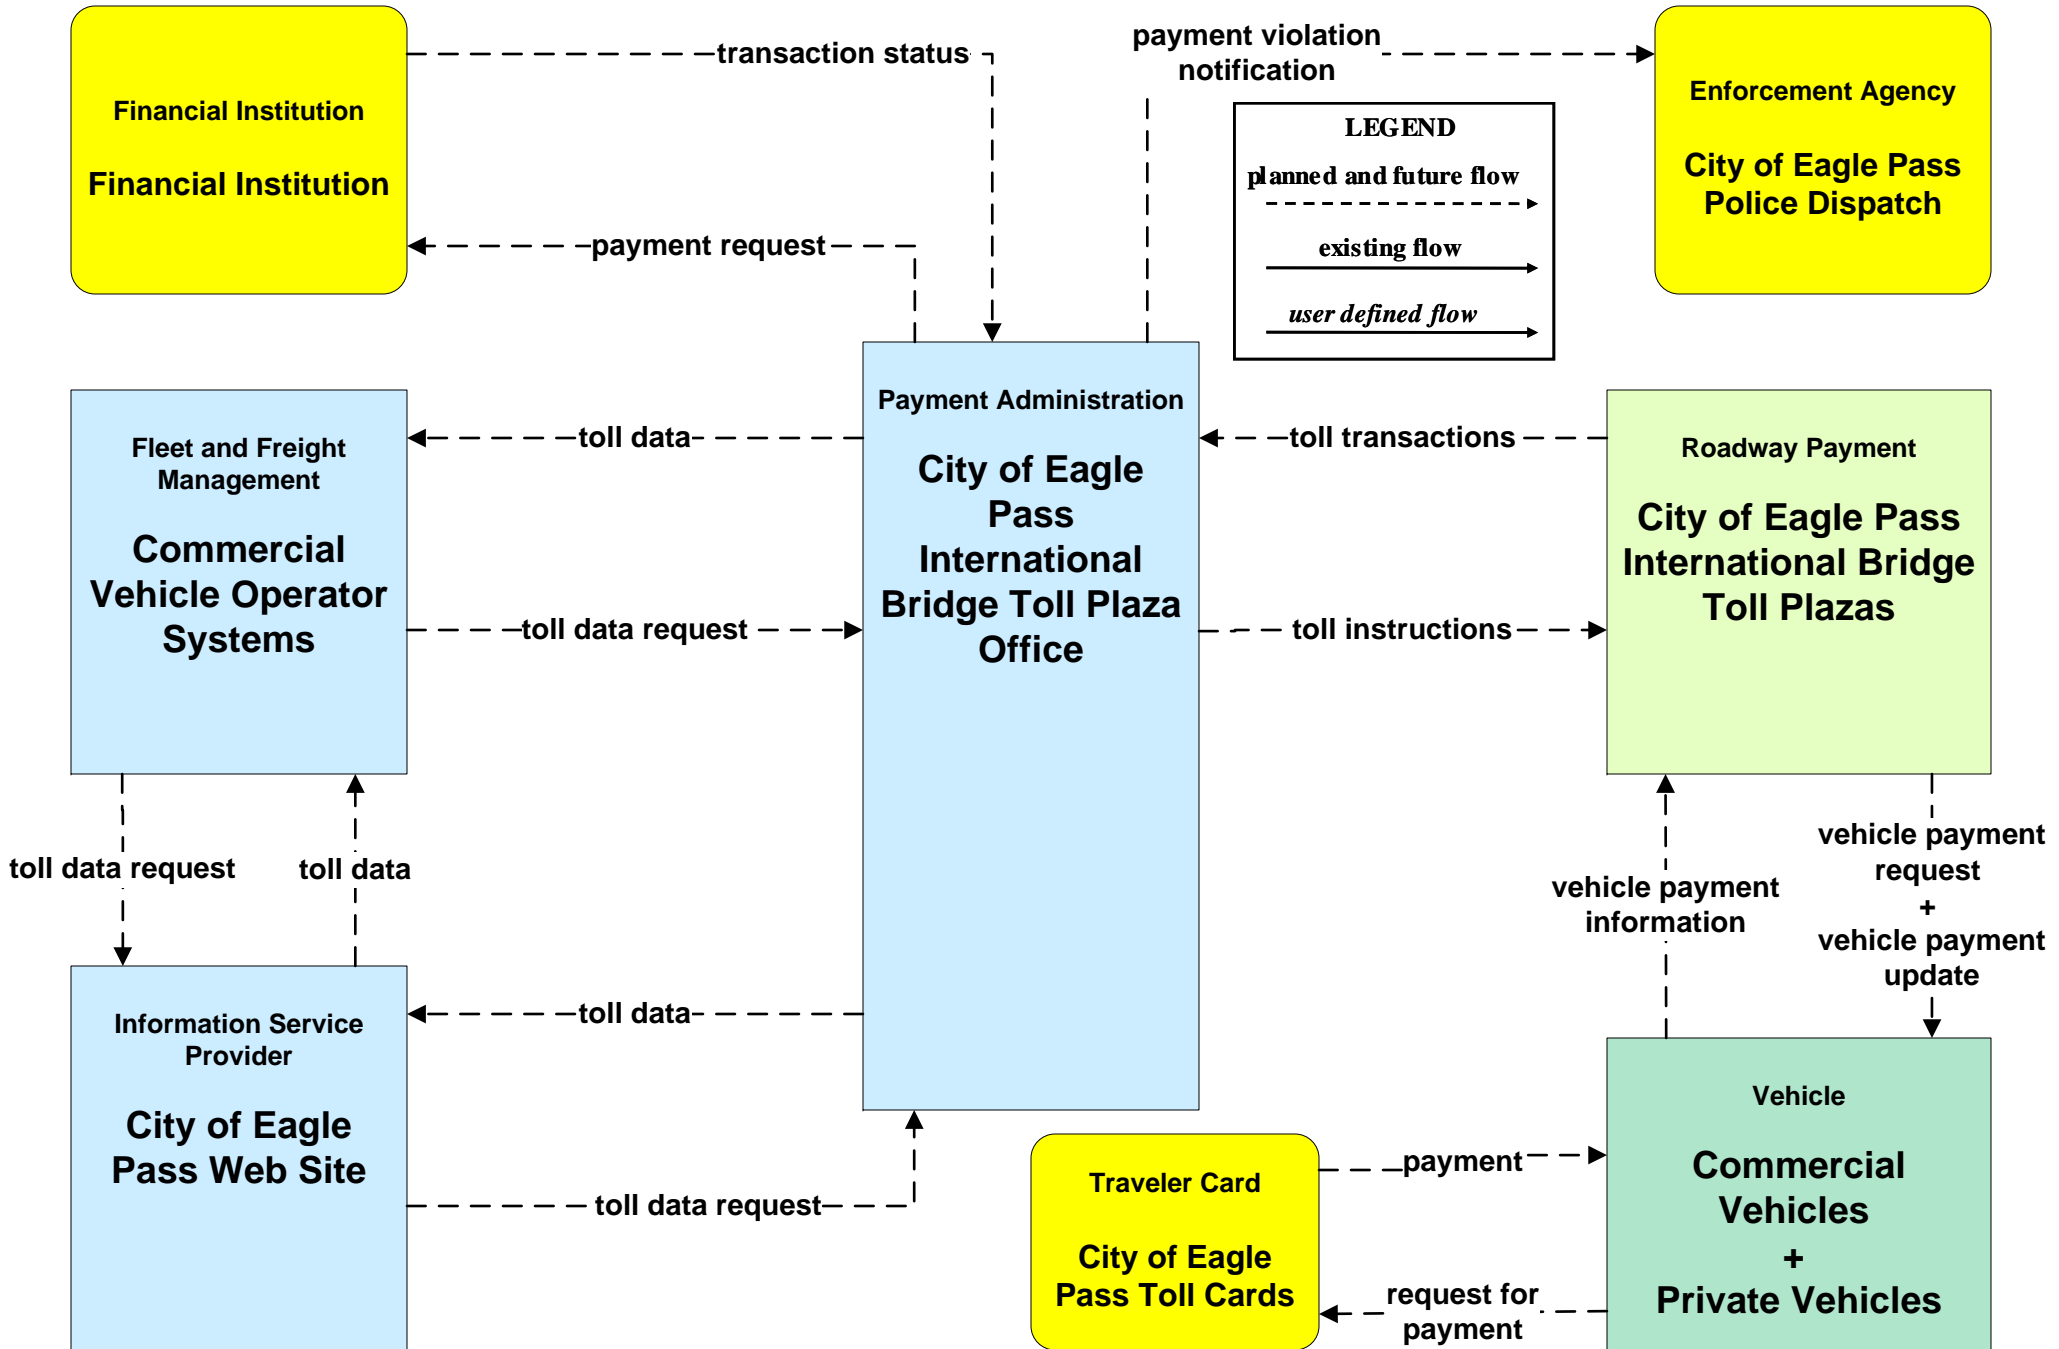 transaction status
payment violation
notification
Financial Institution
Financial Institution
Enforcement Agency
City of Eagle Pass
Police Dispatch
LEGEND
planned and future flow
existing flow
user defined flow
payment request
Payment Administration
City of Eagle
Pass
International
Bridge Toll Plaza
Office
toll data
toll transactions
Fleet and Freight
Management
Commercial
Vehicle Operator
Systems
Roadway Payment
City of Eagle Pass
International Bridge
Toll Plazas
toll data request
toll instructions
toll data request
toll data
vehicle payment
information
vehicle payment
request
+
vehicle payment
update
Information Service
Provider
City of Eagle
Pass Web Site
toll data
toll data request
Traveler Card
City of Eagle
Pass Toll Cards
payment
request for
payment
Vehicle
Commercial
Vehicles
+
Private Vehicles